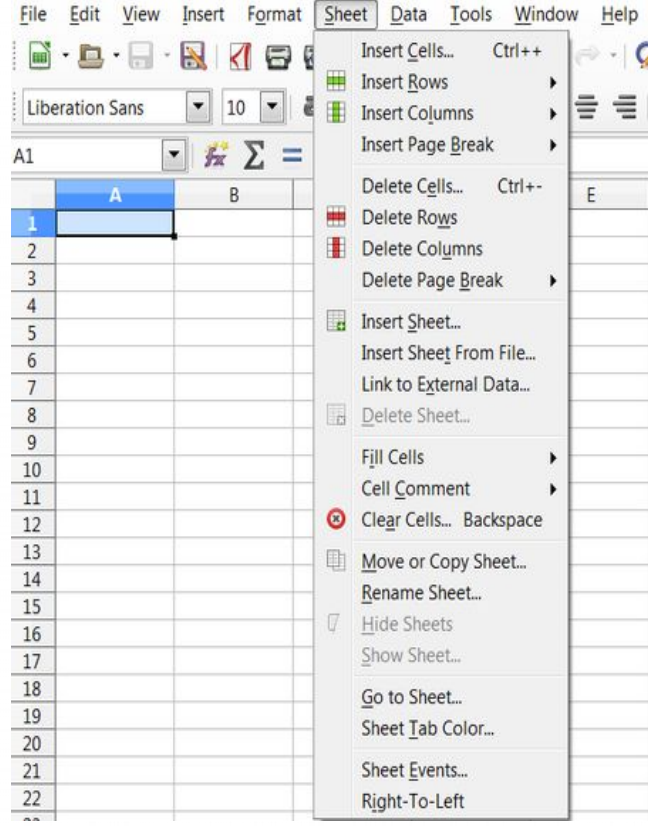 File Edit View Insert Format Sheet Data Tools Window Help
Liberation Sans 10
A1
A B E
1
2
3
4
5
6
7
8
9
10
11
12
13
14
15
16
17
18
19
20
21
22
Insert Cells... Ctrl++
Insert Rows
Insert Columns
Insert Page Break
Delete Cells... Ctrl+-
Delete Rows
Delete Columns
Delete Page Break
Insert Sheet...
Insert Sheet From File...
Link to External Data...
Delete Sheet...
Fill Cells
Cell Comment
Clear Cells... Backspace
Move or Copy Sheet...
Rename Sheet...
Hide Sheets
Show Sheet...
Go to Sheet...
Sheet Tab Color...
Sheet Events...
Right-To-Left